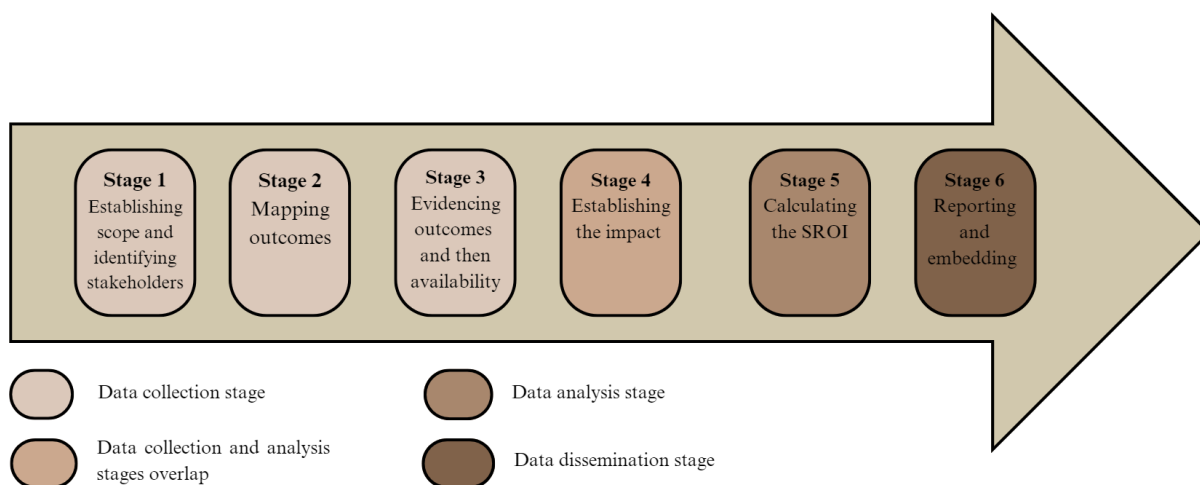 Stage 1
Establishing
scope and
identifying
stakeholders
Stage 2
Mapping
outcomes
Stage 3
Evidencing
outcomes
and then
availability
Stage 4
Establishing
the impact
Stage 5
Calculating
the SROI
Stage 6
Reporting
and
embedding
Data collection stage
Data analysis stage
Data collection and analysis
stages overlap
Data dissemination stage